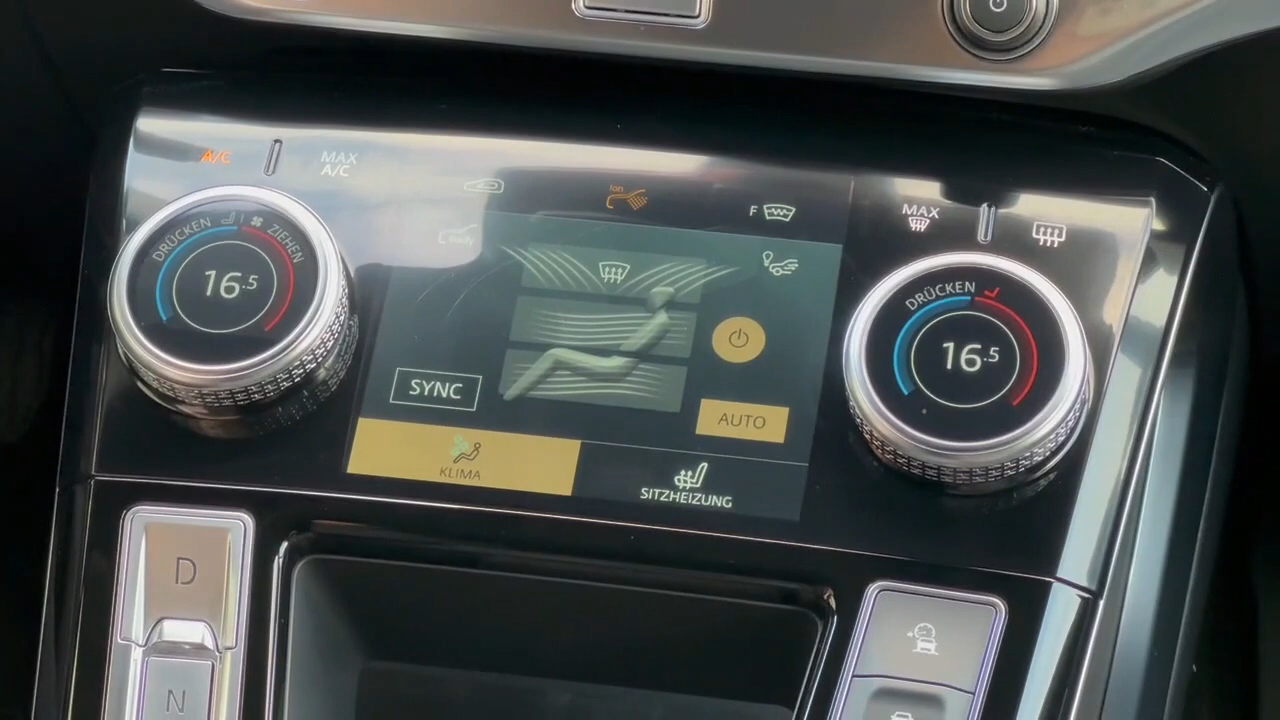 A/C
MAX
A/C
Ion
F
MAX
DRÜCKEN
ZIEHEN
16.5
DRÜCKEN
16.5
SYNC
AUTO
KLIMA
SITZHEIZUNG
D
N